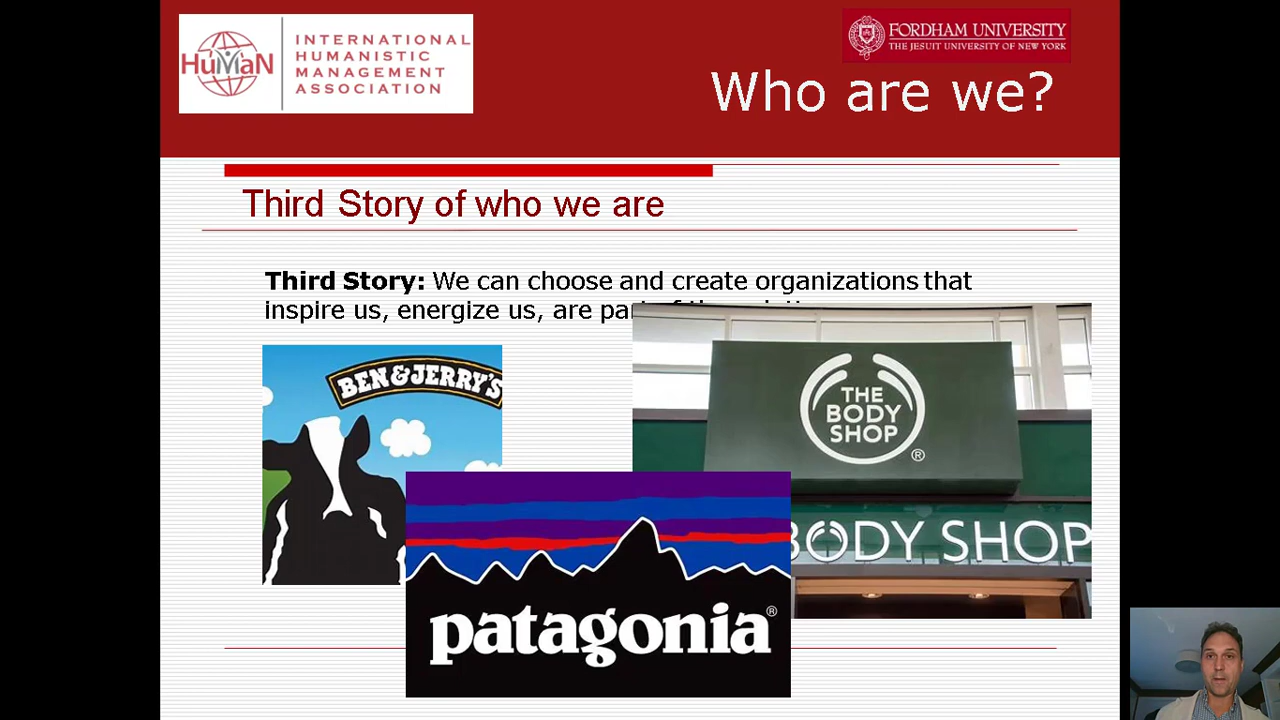 HuMaN
INTERNATIONAL
HUMANISTIC
MANAGEMENT
ASSOCIATION
FORDHAM UNIVERSITY
THE JESUIT UNIVERSITY OF NEW YORK
Who are we?
Third Story of who we are
Third Story: We can choose and create organizations that
inspire us, energize us, are part of
BEN & JERRY'S
THE
BODY
SHOP
®
BODY SHOP
patagonia®